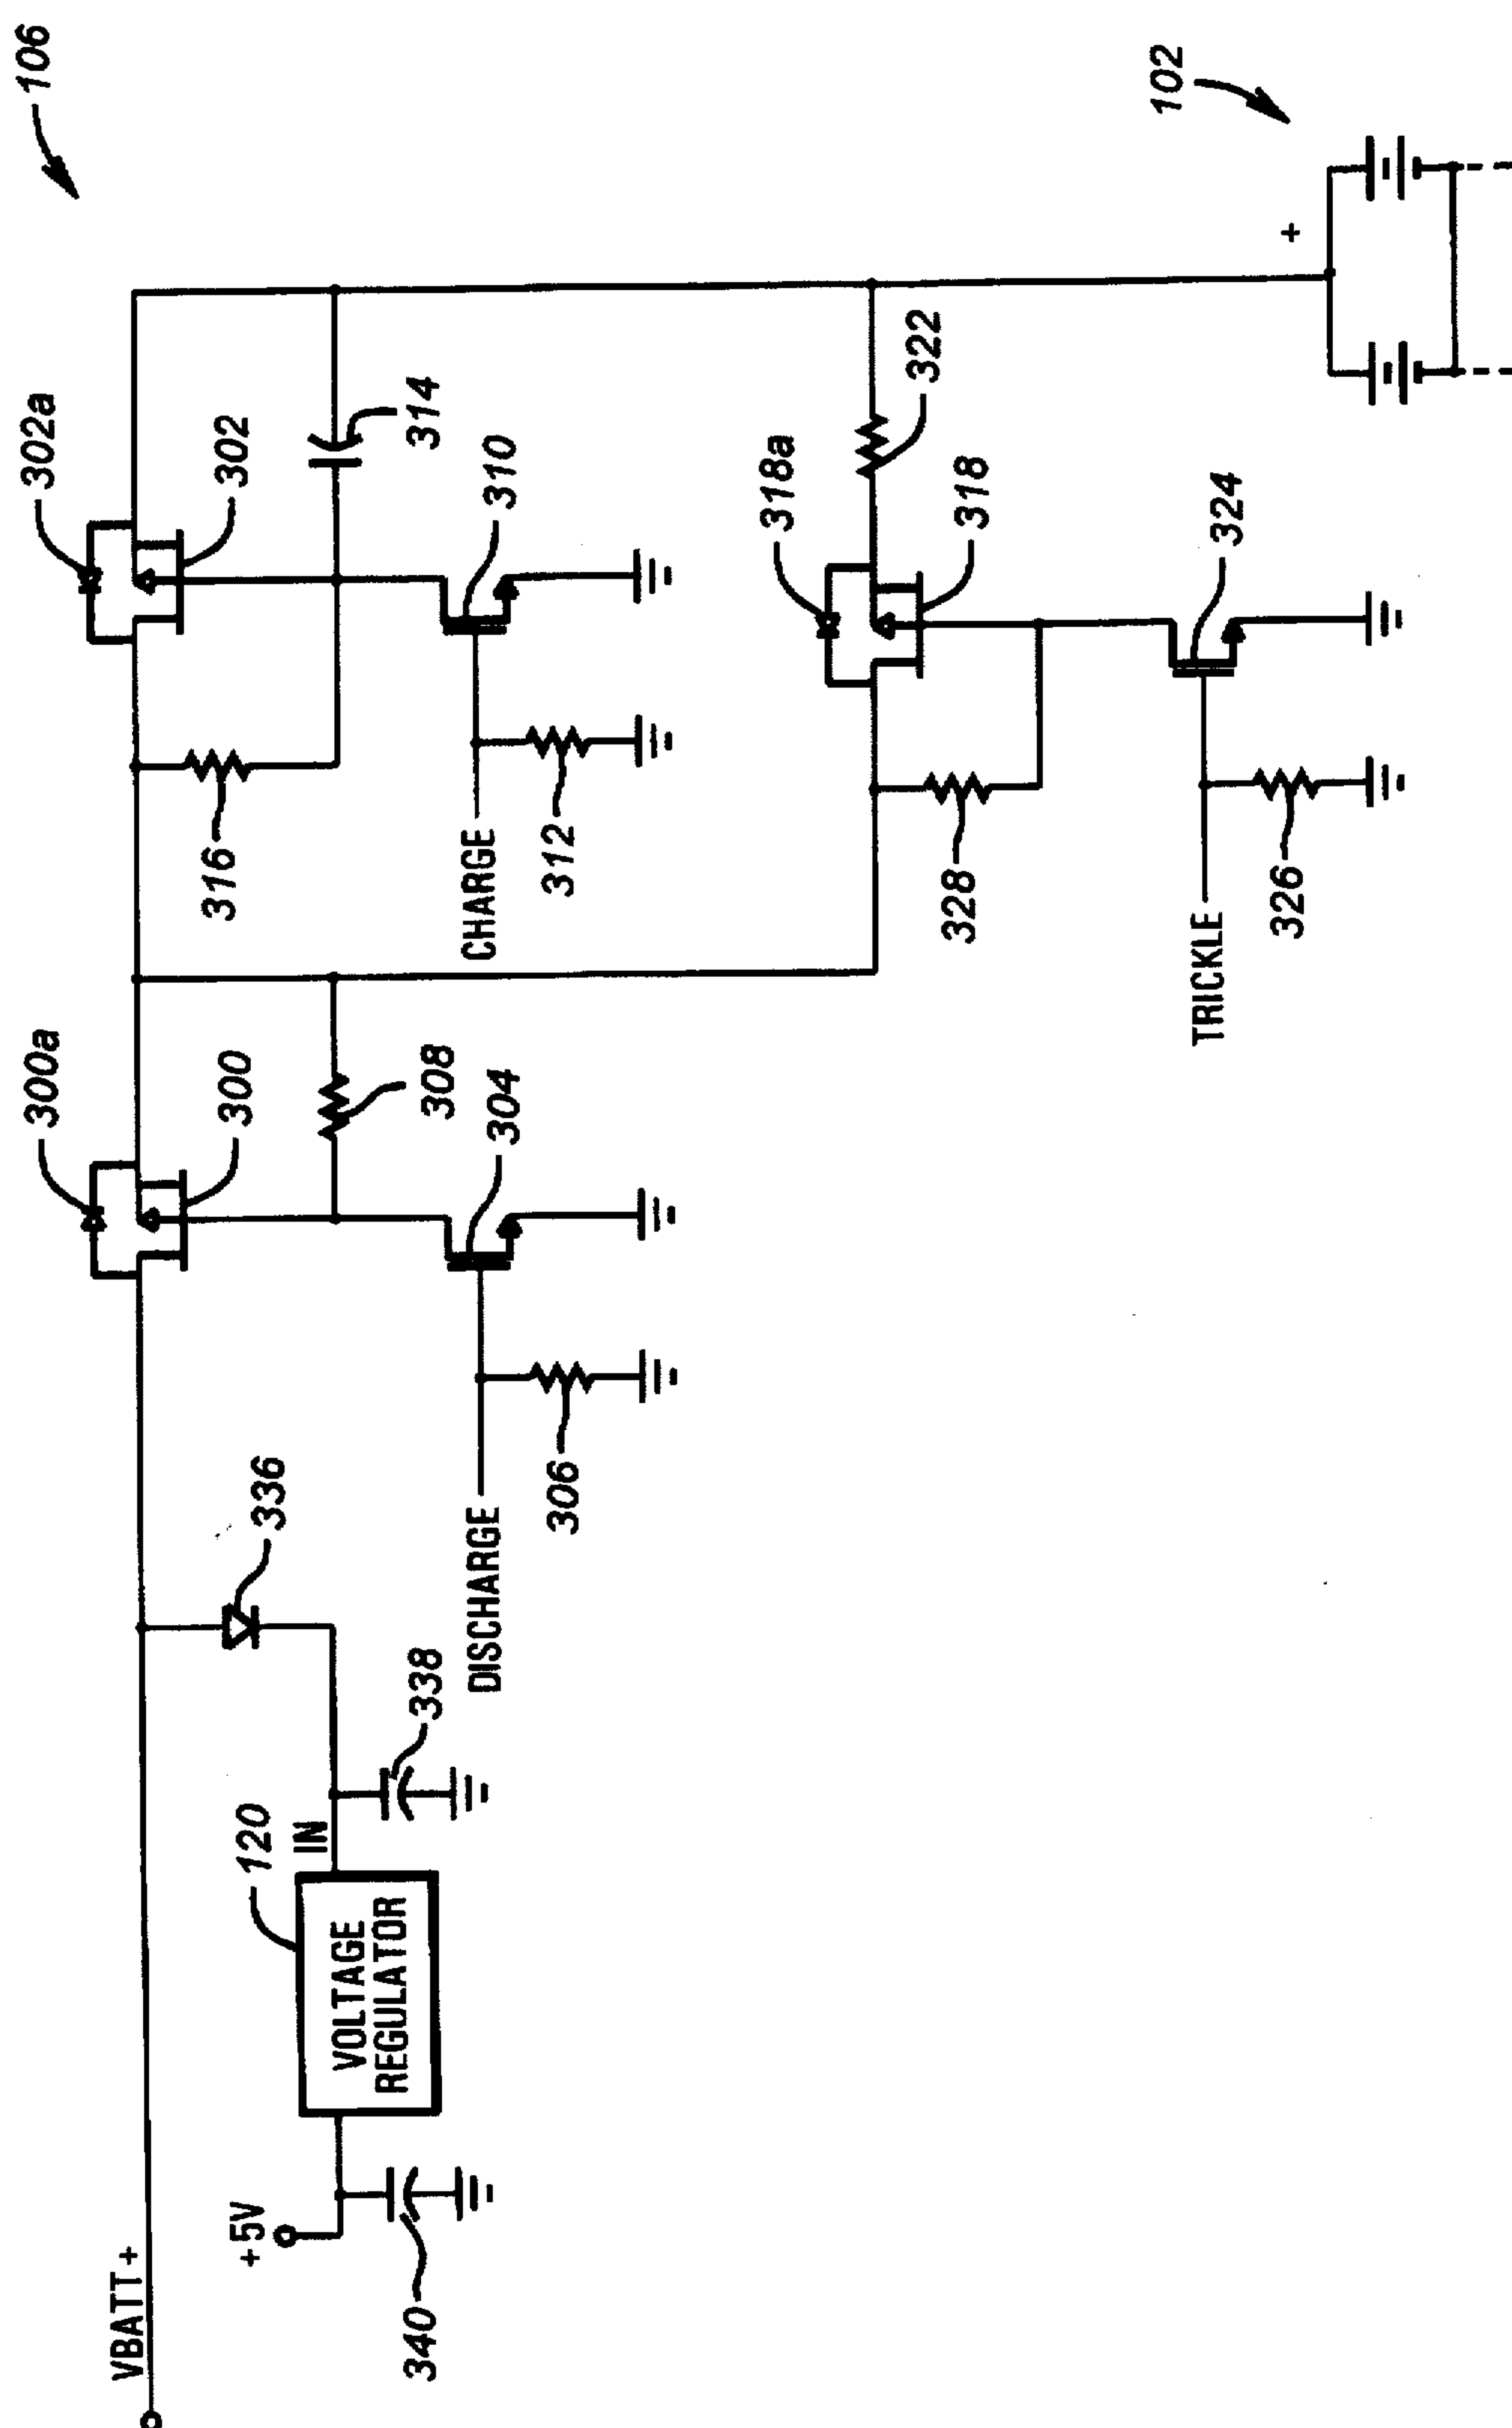 106
102
302a
302
314
310
316
CHARGE
312
318a
318
322
324
328
TRICKLE
326
300a
300
308
304
DISCHARGE
306
336
338
120
IN
VOLTAGE
REGULATOR
+5V
340
VBATT+
+